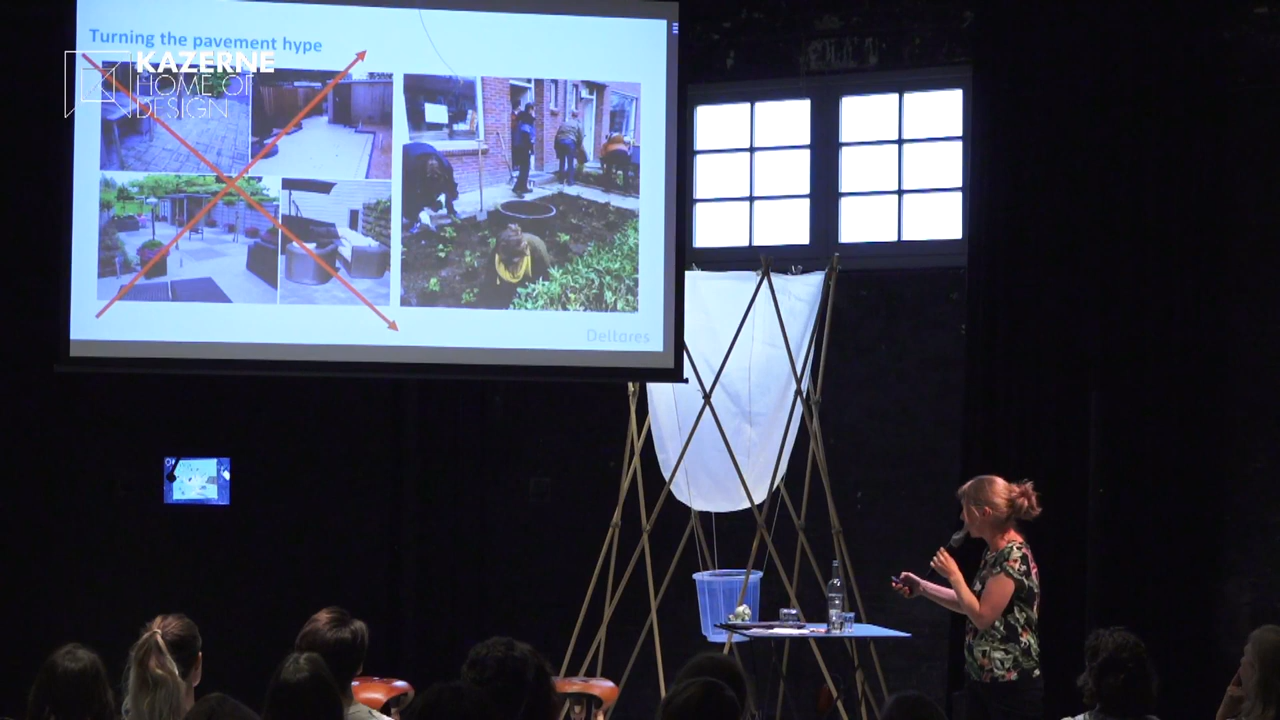 Turning the pavement hype
KAZERNE
HOME OF
DESIGN
Deltares